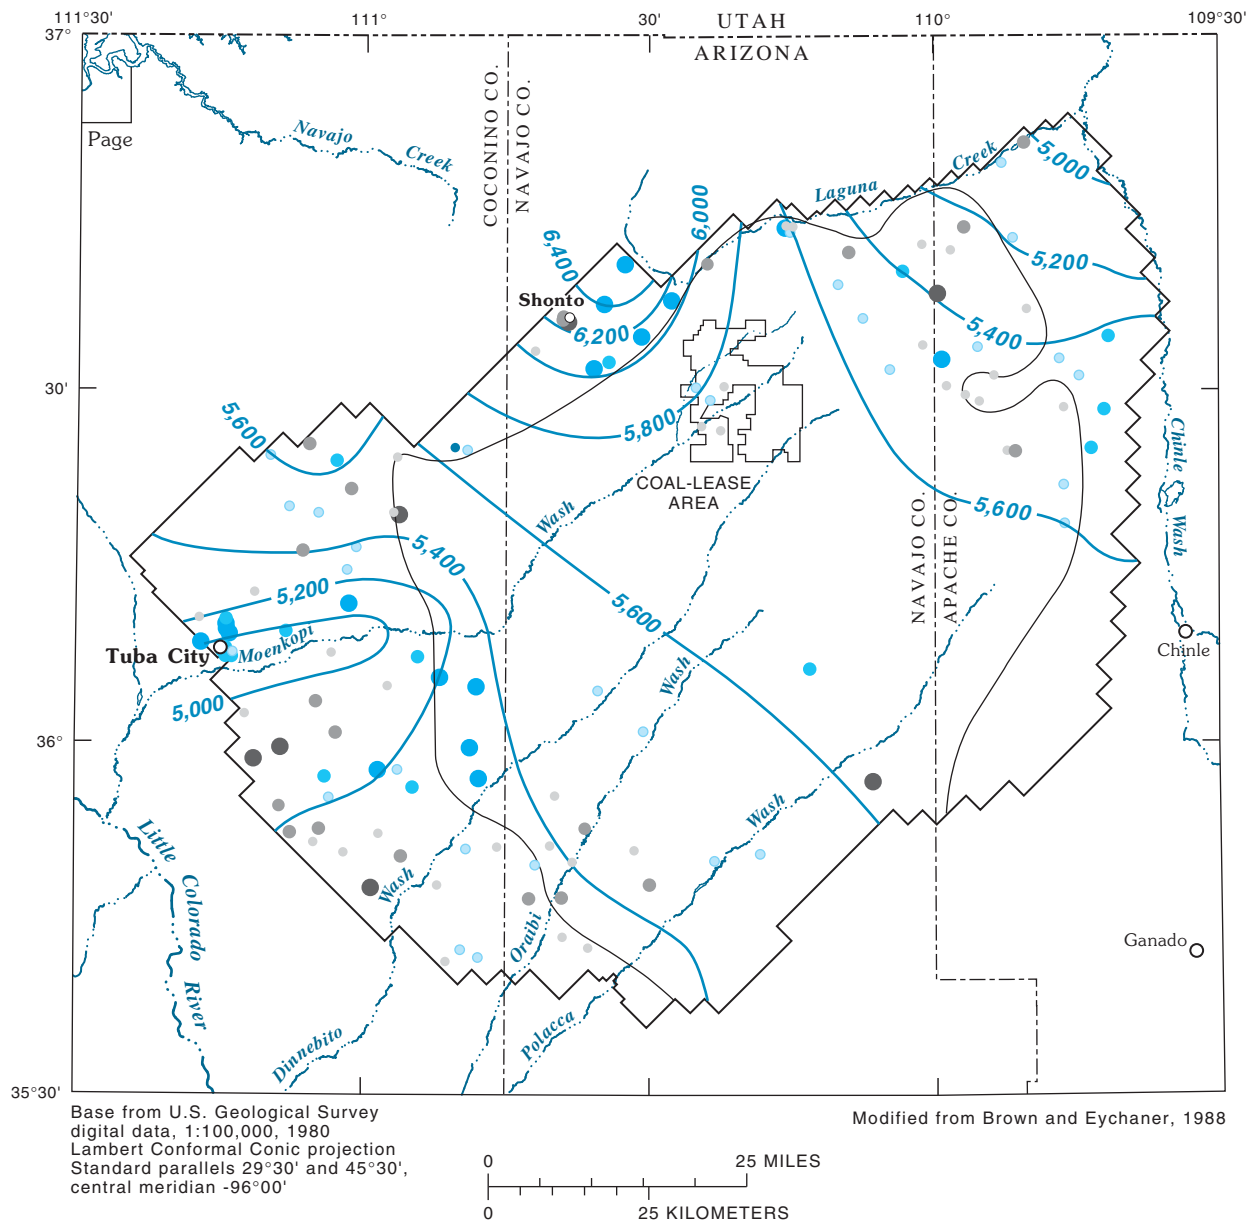 111°30'
111°
30'
110°
109°30'
UTAH
ARIZONA
37°
COCONINO CO.
NAVAJO CO.
Page
Navajo
Creek
Laguna
Creek
5,000
6,000
6,400
5,200
Shonto
6,200
5,400
30'
5,600
5,800
COAL-LEASE
AREA
Chinle
Wash
Wash
5,400
NAVAJO CO.
APACHE CO.
5,600
5,200
5,600
Tuba City
Moenkopi
Wash
Chinle
5,000
36°
Little
Colorado
River
Wash
Wash
Oraibi
Ganado
Dinnebito
Polacca
35°30'
Base from U.S. Geological Survey
digital data, 1:100,000, 1980
Lambert Conformal Conic projection
Standard parallels 29°30' and 45°30',
central meridian -96°00'
Modified from Brown and Eychaner, 1988
0
25 MILES
0
25 KILOMETERS